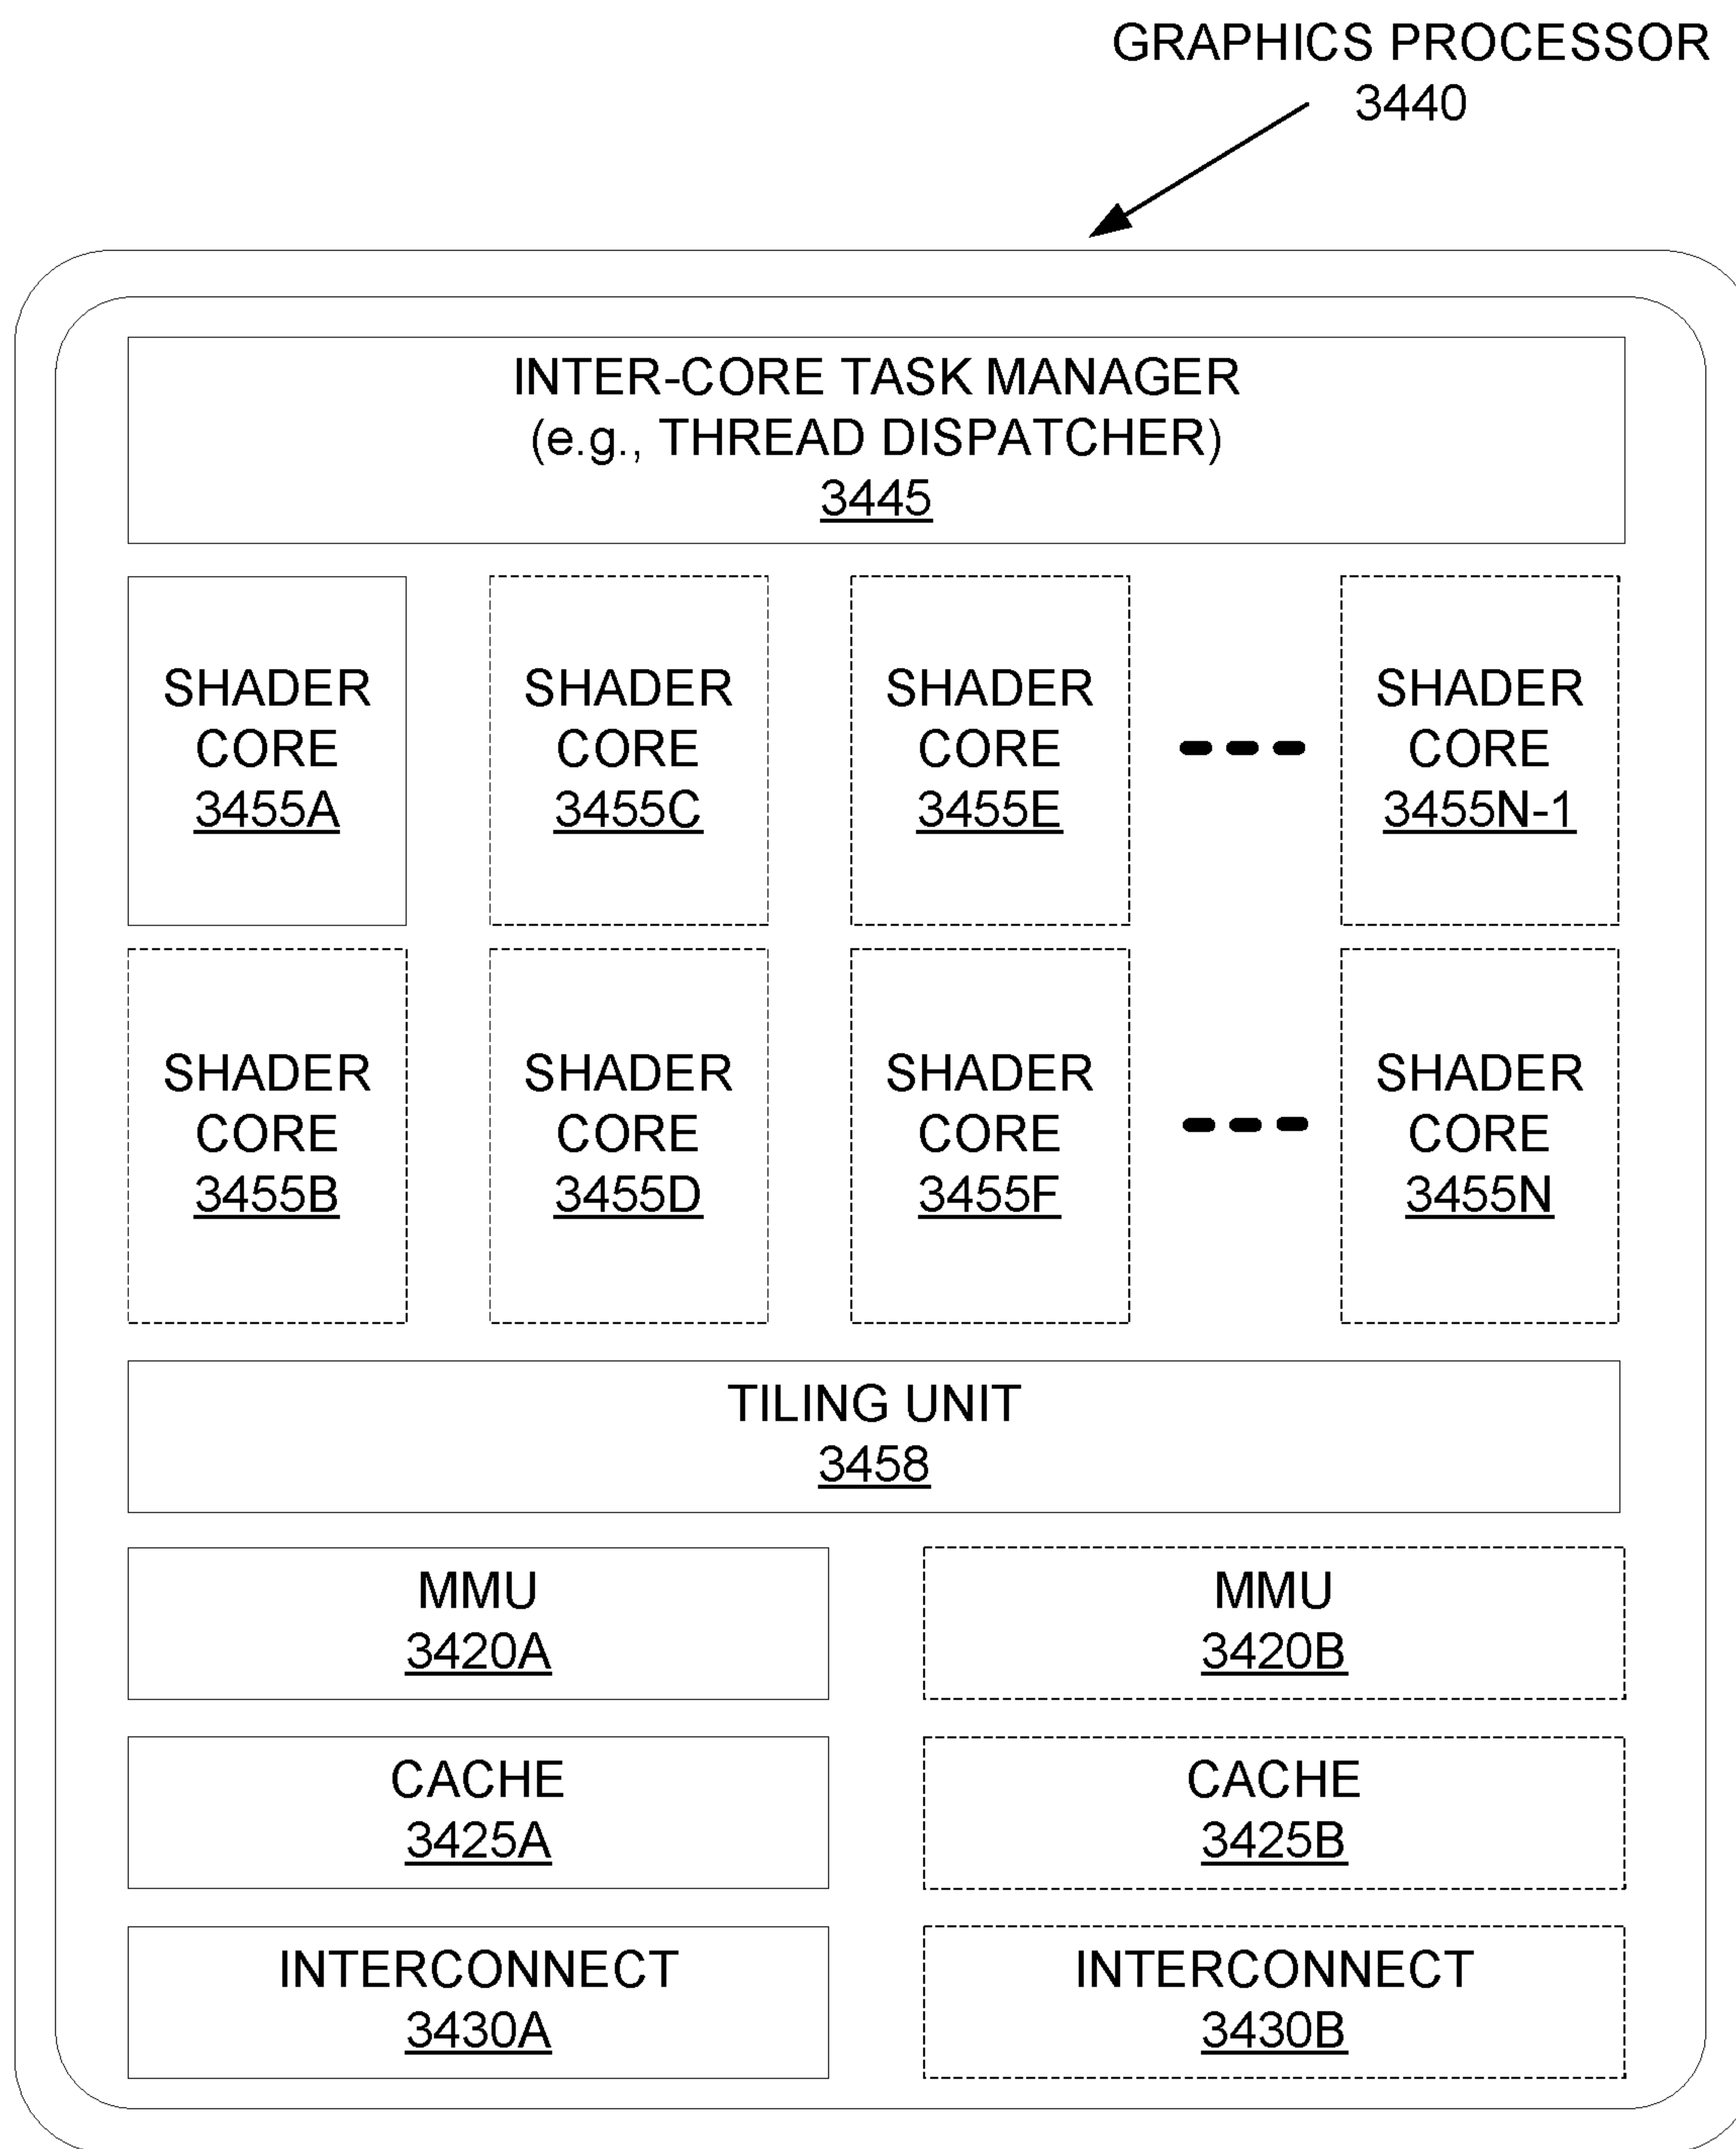 GRAPHICS PROCESSOR
3440
INTER-CORE TASK MANAGER
(e.g., THREAD DISPATCHER)
3445
SHADER
CORE
3455A
SHADER
CORE
3455C
SHADER
CORE
3455E
SHADER
CORE
3455N-1
SHADER
CORE
3455B
SHADER
CORE
3455D
SHADER
CORE
3455F
SHADER
CORE
3455N
TILING UNIT
3458
MMU
3420A
MMU
3420B
CACHE
3425A
CACHE
3425B
INTERCONNECT
3430A
INTERCONNECT
3430B